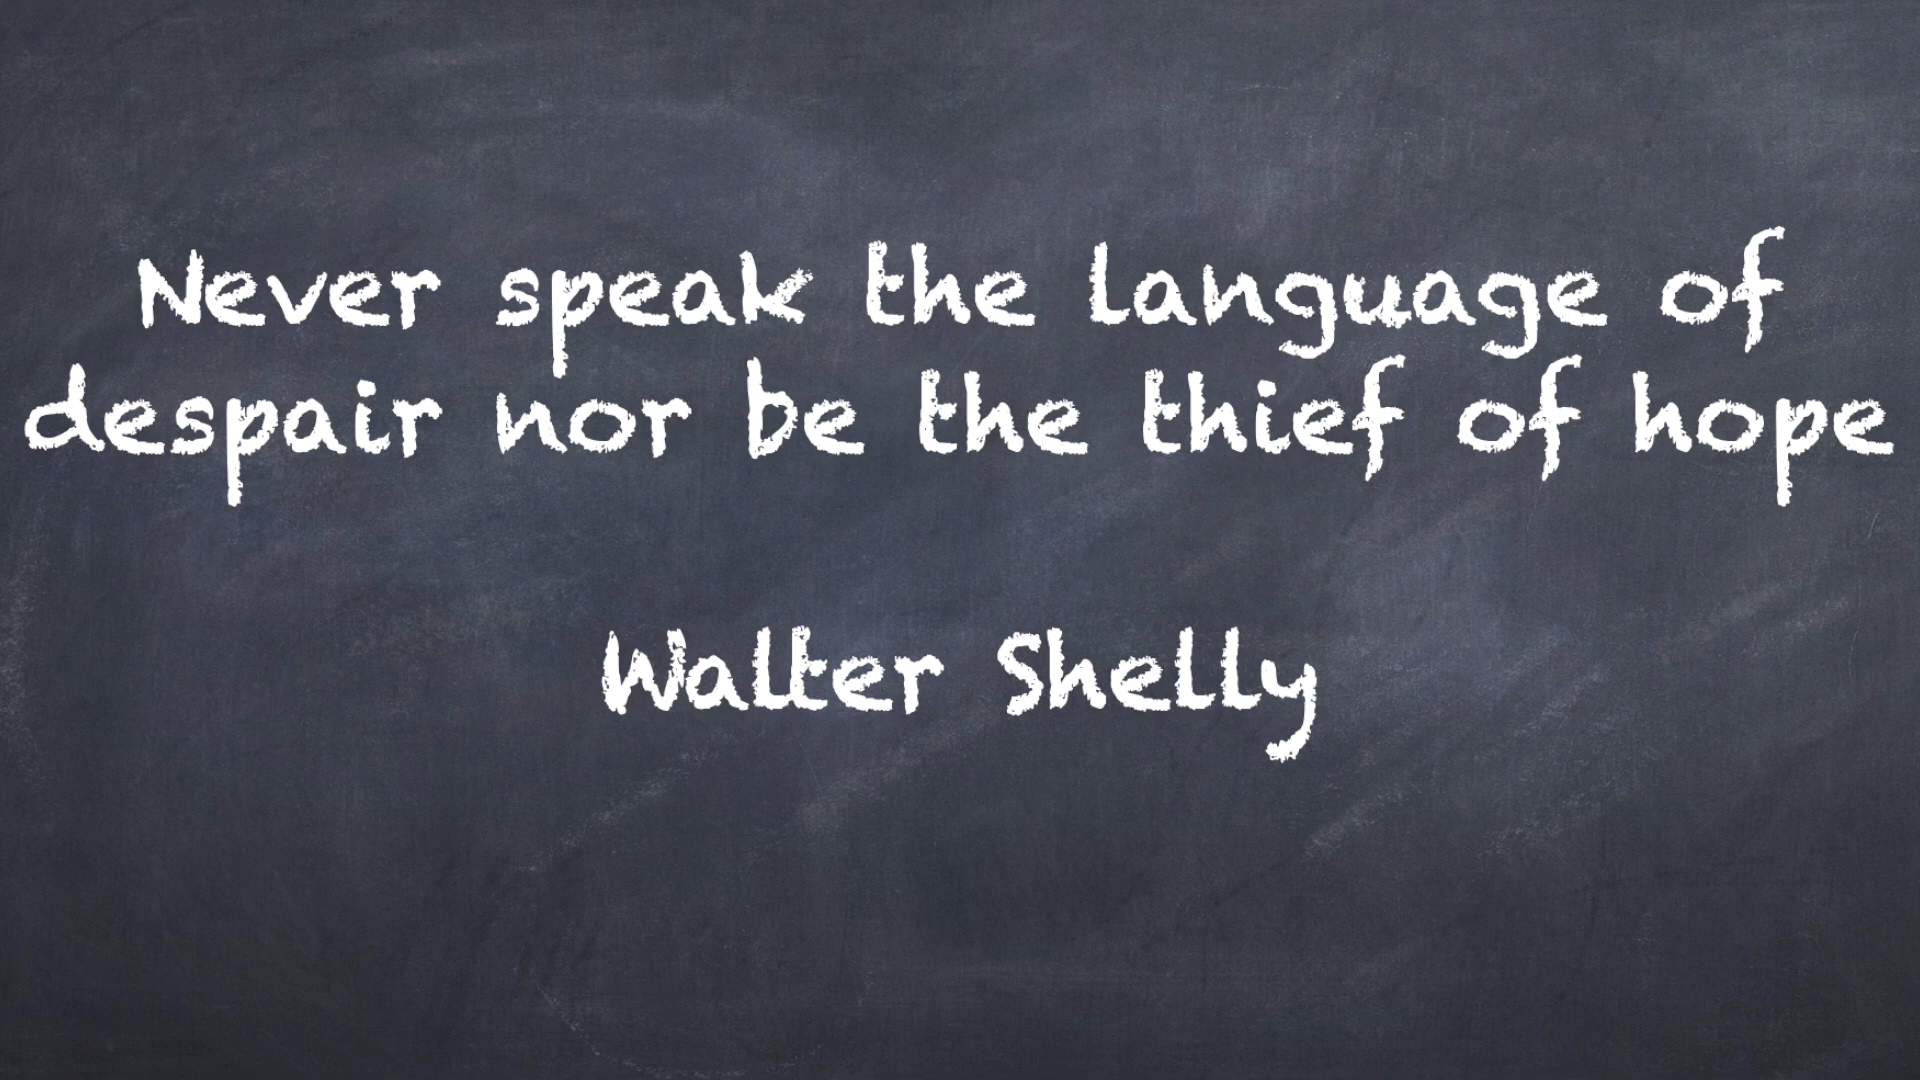 Never speak the language of
despair nor be the thief of hope
Walter Shelly